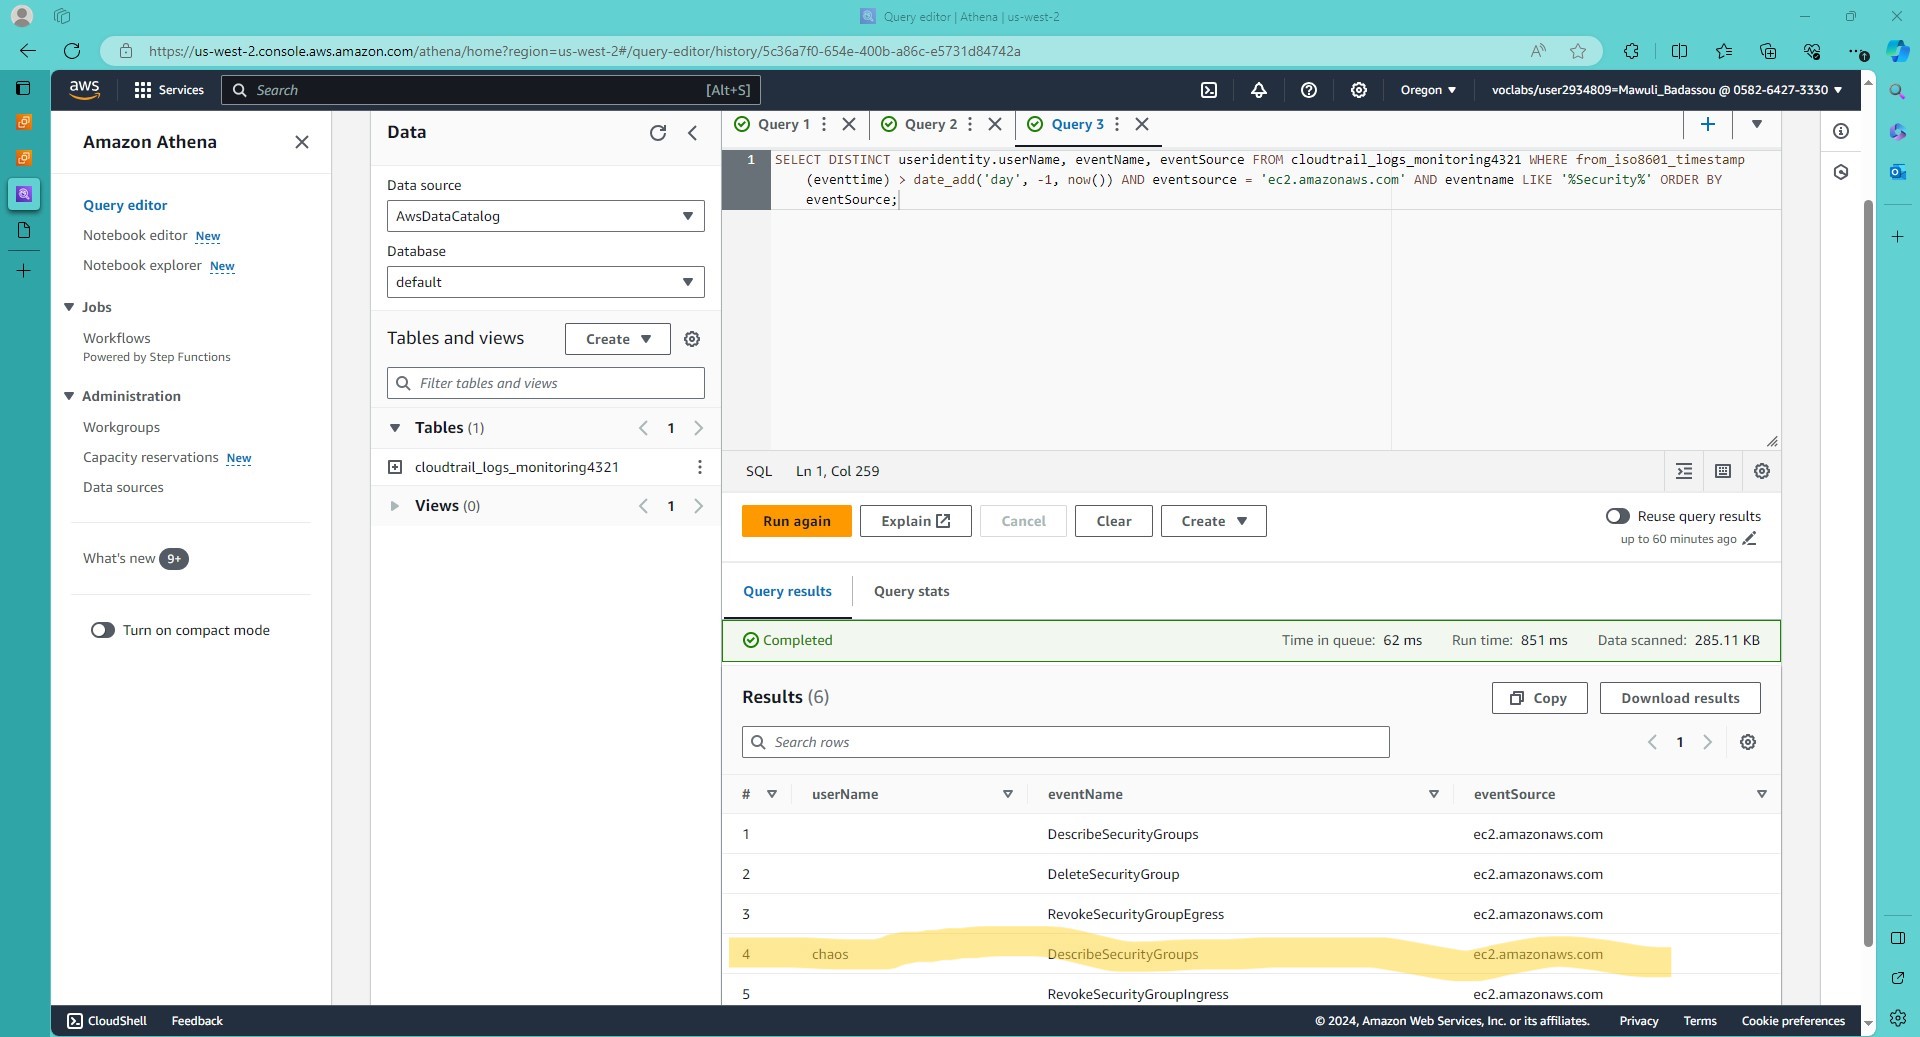 Query editor | Athena | us-west-2
https://us-west-2.console.aws.amazon.com/athena/home?region=us-west-2#/query-editor/history/5c36a7f0-654e-400b-a86c-e5731d84742a
aws
Services
Search
[Alt+S]
Oregon
voclabs/user2934809=Mawuli_Badassou @ 0582-6427-3330
Amazon Athena
Query editor
Notebook editor New
Notebook explorer New
Jobs
Workflows
Powered by Step Functions
Administration
Workgroups
Capacity reservations New
Data sources
What's new 9+
Turn on compact mode
Data
Data source
AwsDataCatalog
Database
default
Tables and views
Create
Filter tables and views
Tables (1)
1
cloudtrail_logs_monitoring4321
Views (0)
1
Query 1
Query 2
Query 3
1
SELECT DISTINCT useridentity.userName, eventName, eventSource FROM cloudtrail_logs_monitoring4321 WHERE from_iso8601_timestamp
(eventtime) > date_add('day', -1, now()) AND eventsource = 'ec2.amazonaws.com' AND eventname LIKE '%Security%' ORDER BY
eventSource;
SQL
Ln 1, Col 259
Run again
Explain
Cancel
Clear
Create
Reuse query results
up to 60 minutes ago
Query results
Query stats
Completed
Time in queue: 62 ms
Run time: 851 ms
Data scanned: 285.11 KB
Results (6)
Copy
Download results
Search rows
1
# userName eventName eventSource
1 DescribeSecurityGroups ec2.amazonaws.com
2 DeleteSecurityGroup ec2.amazonaws.com
3 RevokeSecurityGroupEgress ec2.amazonaws.com
4 chaos DescribeSecurityGroups ec2.amazonaws.com
5 RevokeSecurityGroupIngress ec2.amazonaws.com
CloudShell
Feedback
© 2024, Amazon Web Services, Inc. or its affiliates.
Privacy
Terms
Cookie preferences